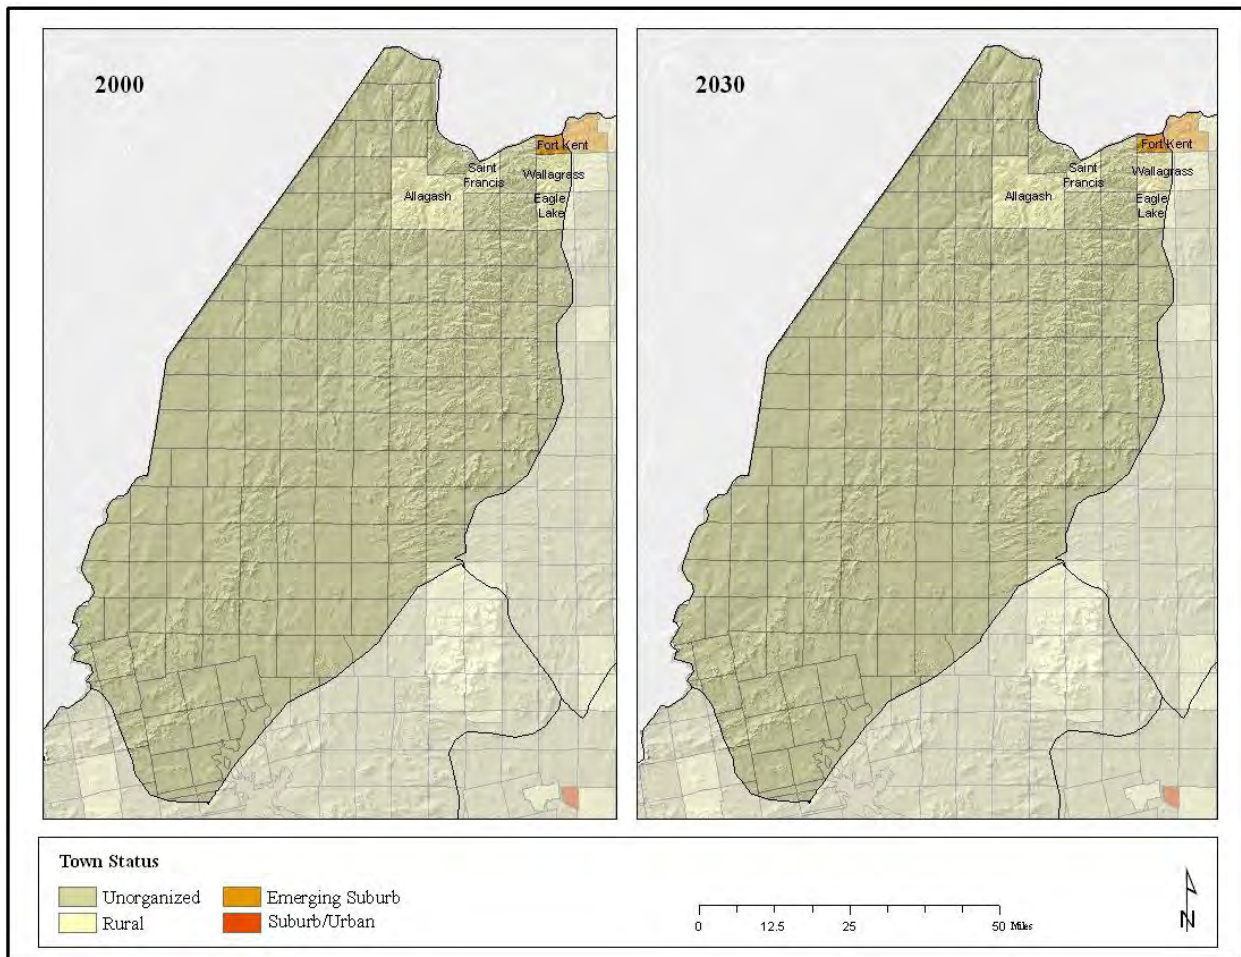 2000
Fort Kent
Saint
Francis
Wallagrass
Allagash
Eagle
Lake
2030
Fort Kent
Saint
Francis
Wallagrass
Allagash
Eagle
Lake
Town Status
Unorganized
Emerging Suburb
Rural
Suburb/Urban
0 12.5 25 50 Miles
N